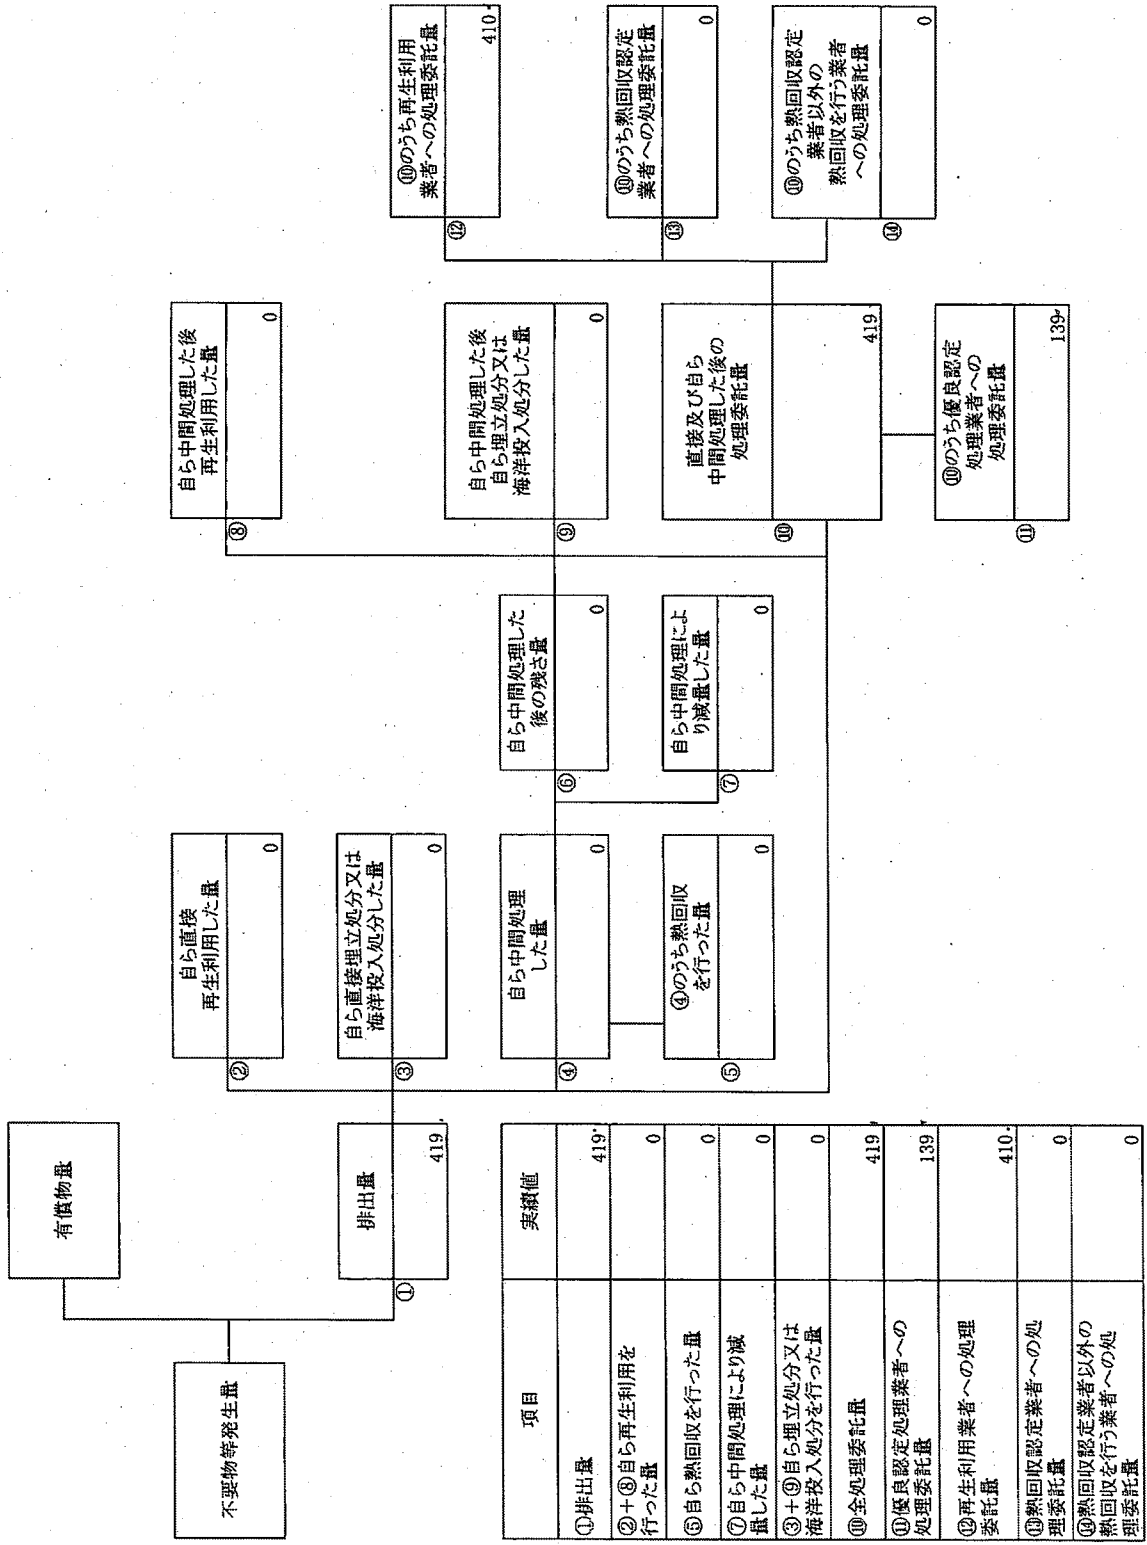 不要物等発生量
有償物量
①
排出量
419
②
自ら直接
再生利用した量
0
③
自ら直接埋立処分又は
海洋投入処分した量
0
④
自ら中間処理
した量
0
⑤
④のうち熱回収
を行った量
0
⑥
自ら中間処理した
後の残さ量
0
⑦
自ら中間処理によ
り減量した量
0
⑧
自ら中間処理した後
再生利用した量
0
⑨
自ら中間処理した後
自ら埋立処分又は
海洋投入処分した量
0
⑩
直接及び自ら
中間処理した後の
処理委託量
419
⑪
⑩のうち優良認定
処理業者への
処理委託量
139
⑫
⑩のうち再生利用
業者への処理委託量
410
⑬
⑩のうち熱回収認定
業者への処理委託量
0
⑭
⑩のうち熱回収認定
業者以外の
熱回収を行う業者
への処理委託量
0
項目
実績値
①排出量
419
②+⑧自ら再生利用を
行った量
0
⑤自ら熱回収を行った量
0
⑦自ら中間処理により減
量した量
0
③+⑨自ら埋立処分又は
海洋投入処分を行った量
0
⑩全処理委託量
419
⑪優良認定処理業者への
処理委託量
139
⑫再生利用業者への処理
委託量
410
⑬熱回収認定業者への処
理委託量
0
⑭熱回収認定業者以外の
熱回収を行う業者への処
理委託量
0